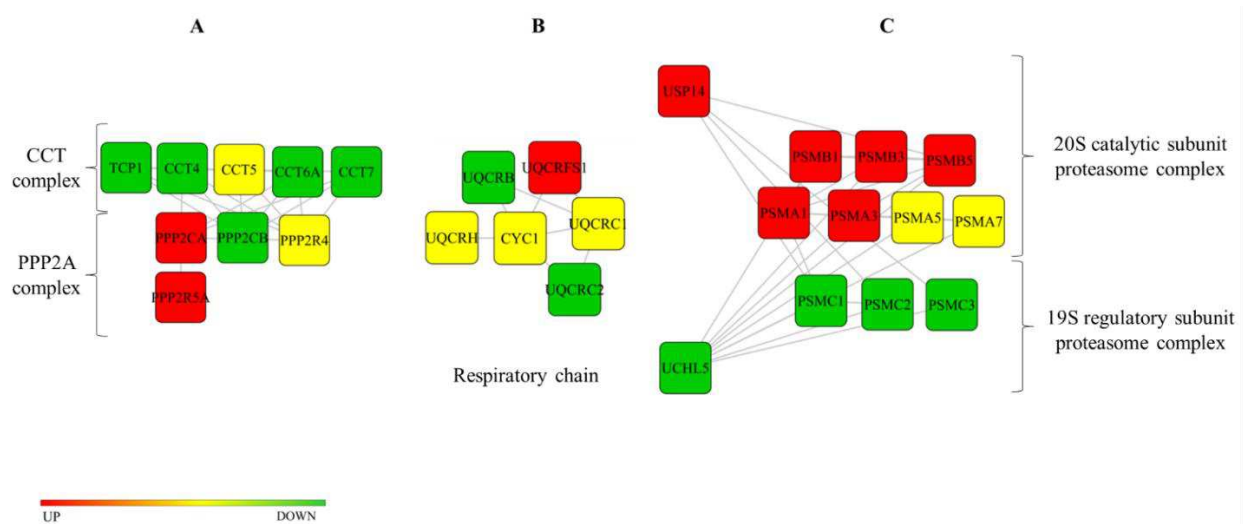 A
B
C
CCT
complex
TCP1
CCT4
CCT5
CCT6A
CCT7
PPP2A
complex
PPP2CA
PPP2CB
PPP2R4
PPP2R5A
UQCRB
UQCRFS1
UQCRH
CYC1
UQCRC1
UQCRC2
Respiratory chain
USP14
PSMB1
PSMB3
PSMB5
PSMA1
PSMA3
PSMA5
PSMA7
20S catalytic subunit
proteasome complex
PSMC1
PSMC2
PSMC3
UCHL5
19S regulatory subunit
proteasome complex
UP
DOWN